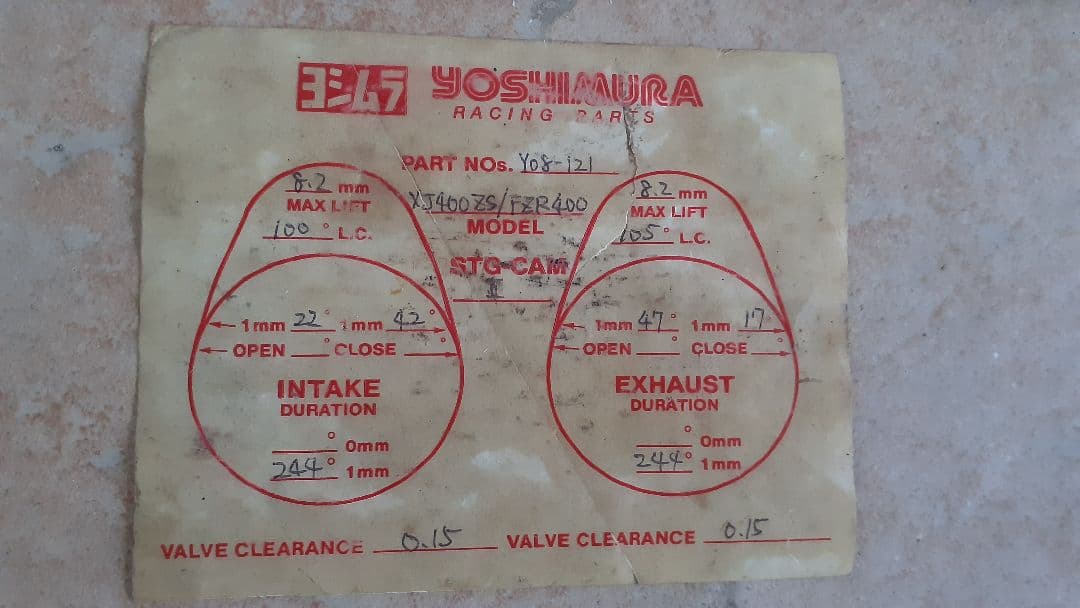 ヨシムラ YOSHIMURA
RACING PARTS
PART NOs. Y08-121
XJ400ZS/FZR400
MODEL
STG-CAM
I
8.2 mm
MAX LIFT
100° L.C.
1mm 22° 1mm 42°
OPEN ° CLOSE °
INTAKE
DURATION
° 0mm
244° 1mm
VALVE CLEARANCE 0.15
8.2 mm
MAX LIFT
105° L.C.
1mm 47° 1mm 17°
OPEN ° CLOSE °
EXHAUST
DURATION
° 0mm
244° 1mm
VALVE CLEARANCE 0.15